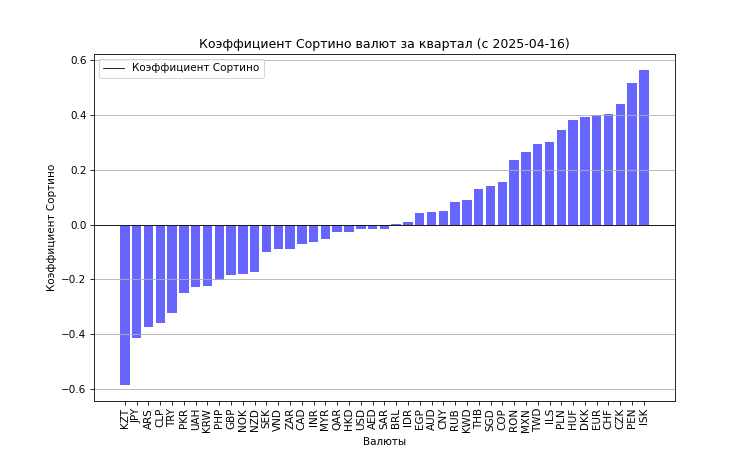 Коэффициент Сортино валют за квартал (с 2025-04-16)
Коэффициент Сортино
0.6
0.4
0.2
0.0
−0.2
−0.4
−0.6
Коэффициент Сортино
KZT JPY ARS CLP TRY PKR UAH KRW PHP GBP NOK NZD SEK VND ZAR CAD INR MYR QAR HKD USD AED SAR BRL IDR EGP AUD CNY RUB KWD THB SGD COP RON MXN TWD ILS PLN HUF DKK EUR CHF CZK PEN ISK
Валюты